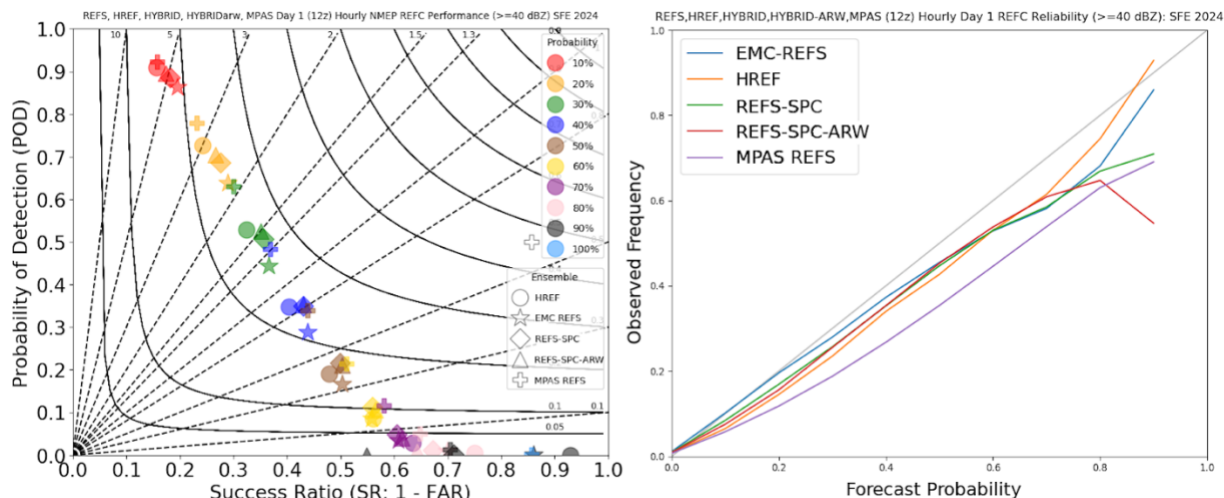 REFS, HREF, HYBRID, HYBRIDarw, MPAS Day 1 (12z) Hourly NMEP REFC Performance (>=40 dBZ) SFE 2024
1.0
0.9
0.8
0.7
0.6
0.5
0.4
0.3
0.2
0.1
0.0
Probability of Detection (POD)
10
5
3
2
1.5
1.3
Probability
10%
20%
30%
40%
50%
60%
70%
80%
90%
100%
0.3
0.1
0.1
0.05
Ensemble
HREF
EMC REFS
REFS-SPC
REFS-SPC-ARW
MPAS REFS
0.0 0.1 0.2 0.3 0.4 0.5 0.6 0.7 0.8 0.9 1.0
Success Ratio (SR: 1 - FAR)
REFS,HREF,HYBRID,HYBRID-ARW,MPAS (12z) Hourly Day 1 REFC Reliability (>=40 dBZ): SFE 2024
1.0
0.8
0.6
0.4
0.2
0.0
Observed Frequency
EMC-REFS
HREF
REFS-SPC
REFS-SPC-ARW
MPAS REFS
0.0 0.2 0.4 0.6 0.8 1.0
Forecast Probability